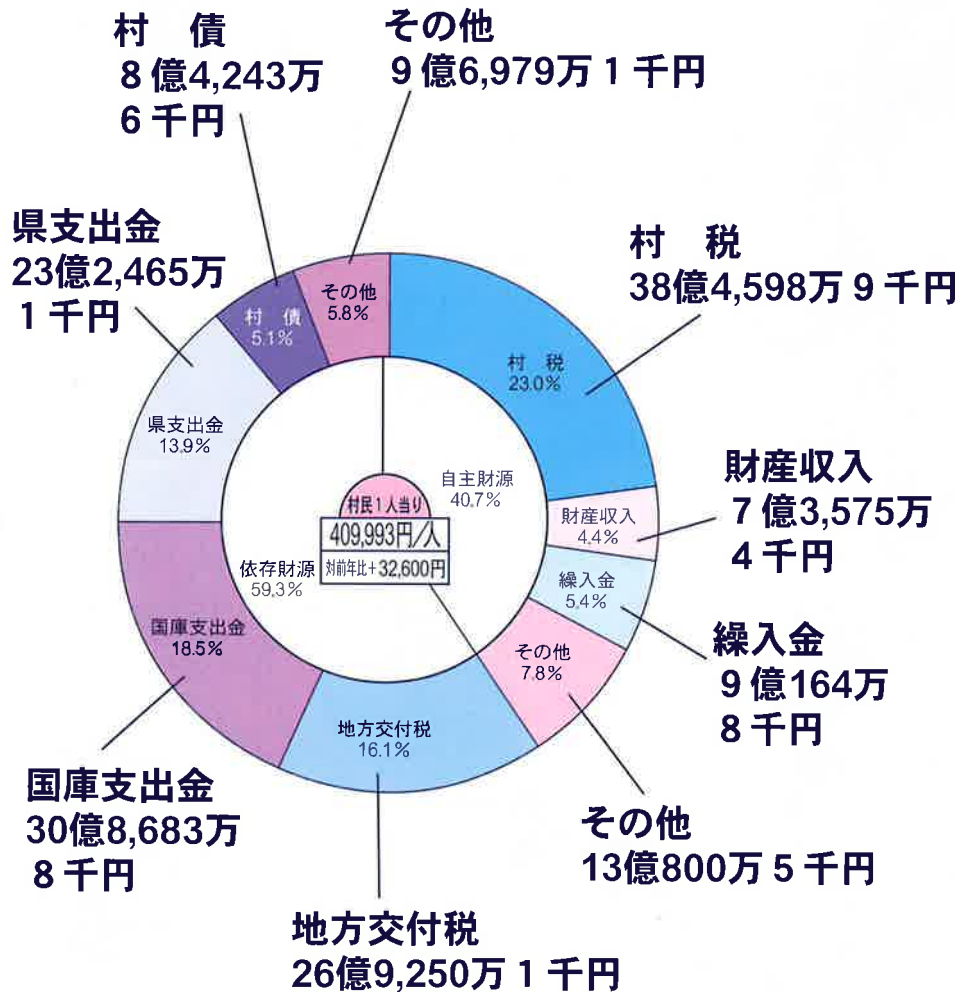 村　債
8億4,243万
6千円
その他
9億6,979万1千円
県支出金
23億2,465万
1千円
村　税
38億4,598万9千円
その他
5.8%
村　債
5.1%
村　税
23.0%
県支出金
13.9%
自主財源
40.7%
財産収入
4.4%
財産収入
7億3,575万
4千円
村民1人当り
409,993円/人
対前年比+32,600円
依存財源
59.3%
繰入金
5.4%
繰入金
9億164万
8千円
国庫支出金
18.5%
その他
7.8%
地方交付税
16.1%
国庫支出金
30億8,683万
8千円
その他
13億800万5千円
地方交付税
26億9,250万1千円